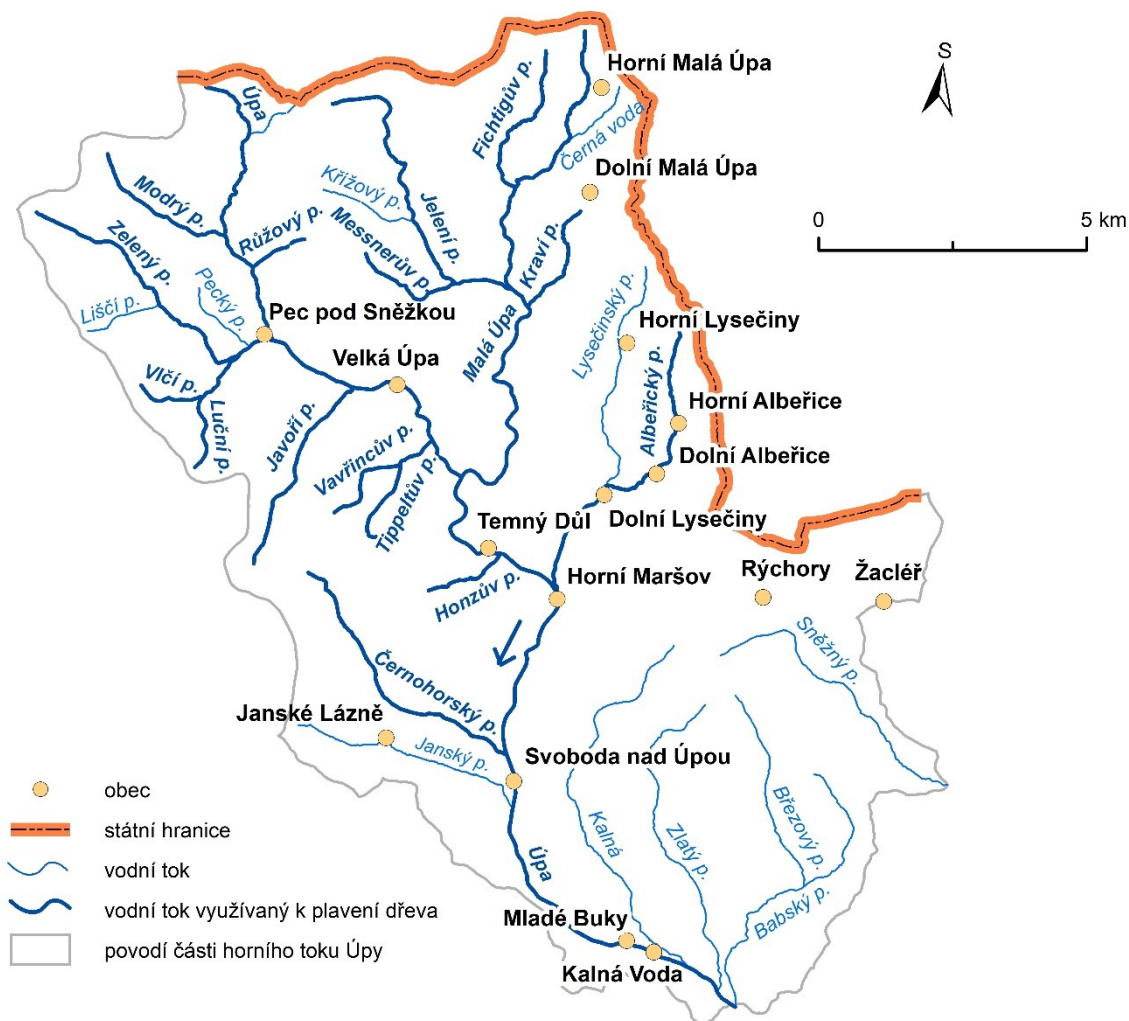 S
0
5 km
Horní Malá Úpa
Úpa
Fichtigův p.
Černá voda
Dolní Malá Úpa
Modrý p.
Křížový p.
Jelení p.
Růžový p.
Messnerův p.
Kraví p.
Zelený p.
Pecký p.
Liščí p.
Pec pod Sněžkou
Lysečinský p.
Horní Lysečiny
Velká Úpa
Malá Úpa
Vlčí p.
Luční p.
Albeřický p.
Horní Albeřice
Javoří p.
Vavřincův p.
Dolní Albeřice
Tippeltův p.
Temný Důl
Dolní Lysečiny
Honzův p.
Horní Maršov
Rýchory
Žacléř
Sněžný p.
Černohorský p.
Janské Lázně
Janský p.
Svoboda nad Úpou
Kalná
Zlatý p.
Březový p.
Babský p.
Úpa
Mladé Buky
Kalná Voda
obec
státní hranice
vodní tok
vodní tok využívaný k plavení dřeva
povodí části horního toku Úpy